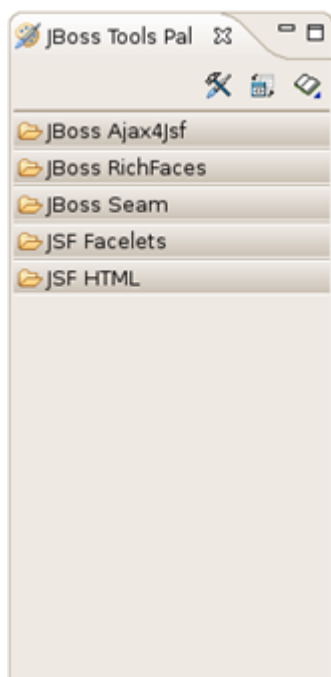 JBoss Tools Pal
JBoss Ajax4Jsf
JBoss RichFaces
JBoss Seam
JSF Facelets
JSF HTML